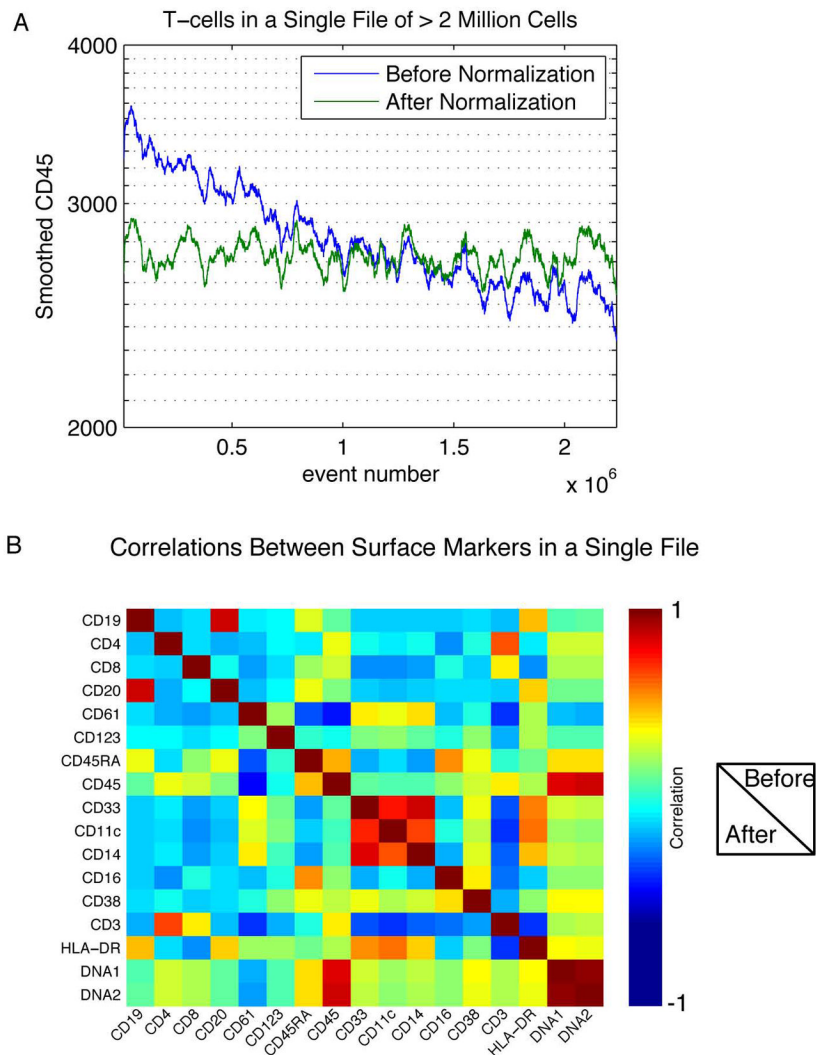 A
T-cells in a Single File of > 2 Million Cells
4000
3000
2000
Smoothed CD45
Before Normalization
After Normalization
0.5
1
1.5
2
event number
x 10^6
B
Correlations Between Surface Markers in a Single File
CD19
CD4
CD8
CD20
CD61
CD123
CD45RA
CD45
CD33
CD11c
CD14
CD16
CD38
CD3
HLA-DR
DNA1
DNA2
CD19
CD4
CD8
CD20
CD61
CD123
CD45RA
CD45
CD33
CD11c
CD14
CD16
CD38
CD3
HLA-DR
DNA1
DNA2
1
Correlation
-1
Before
After